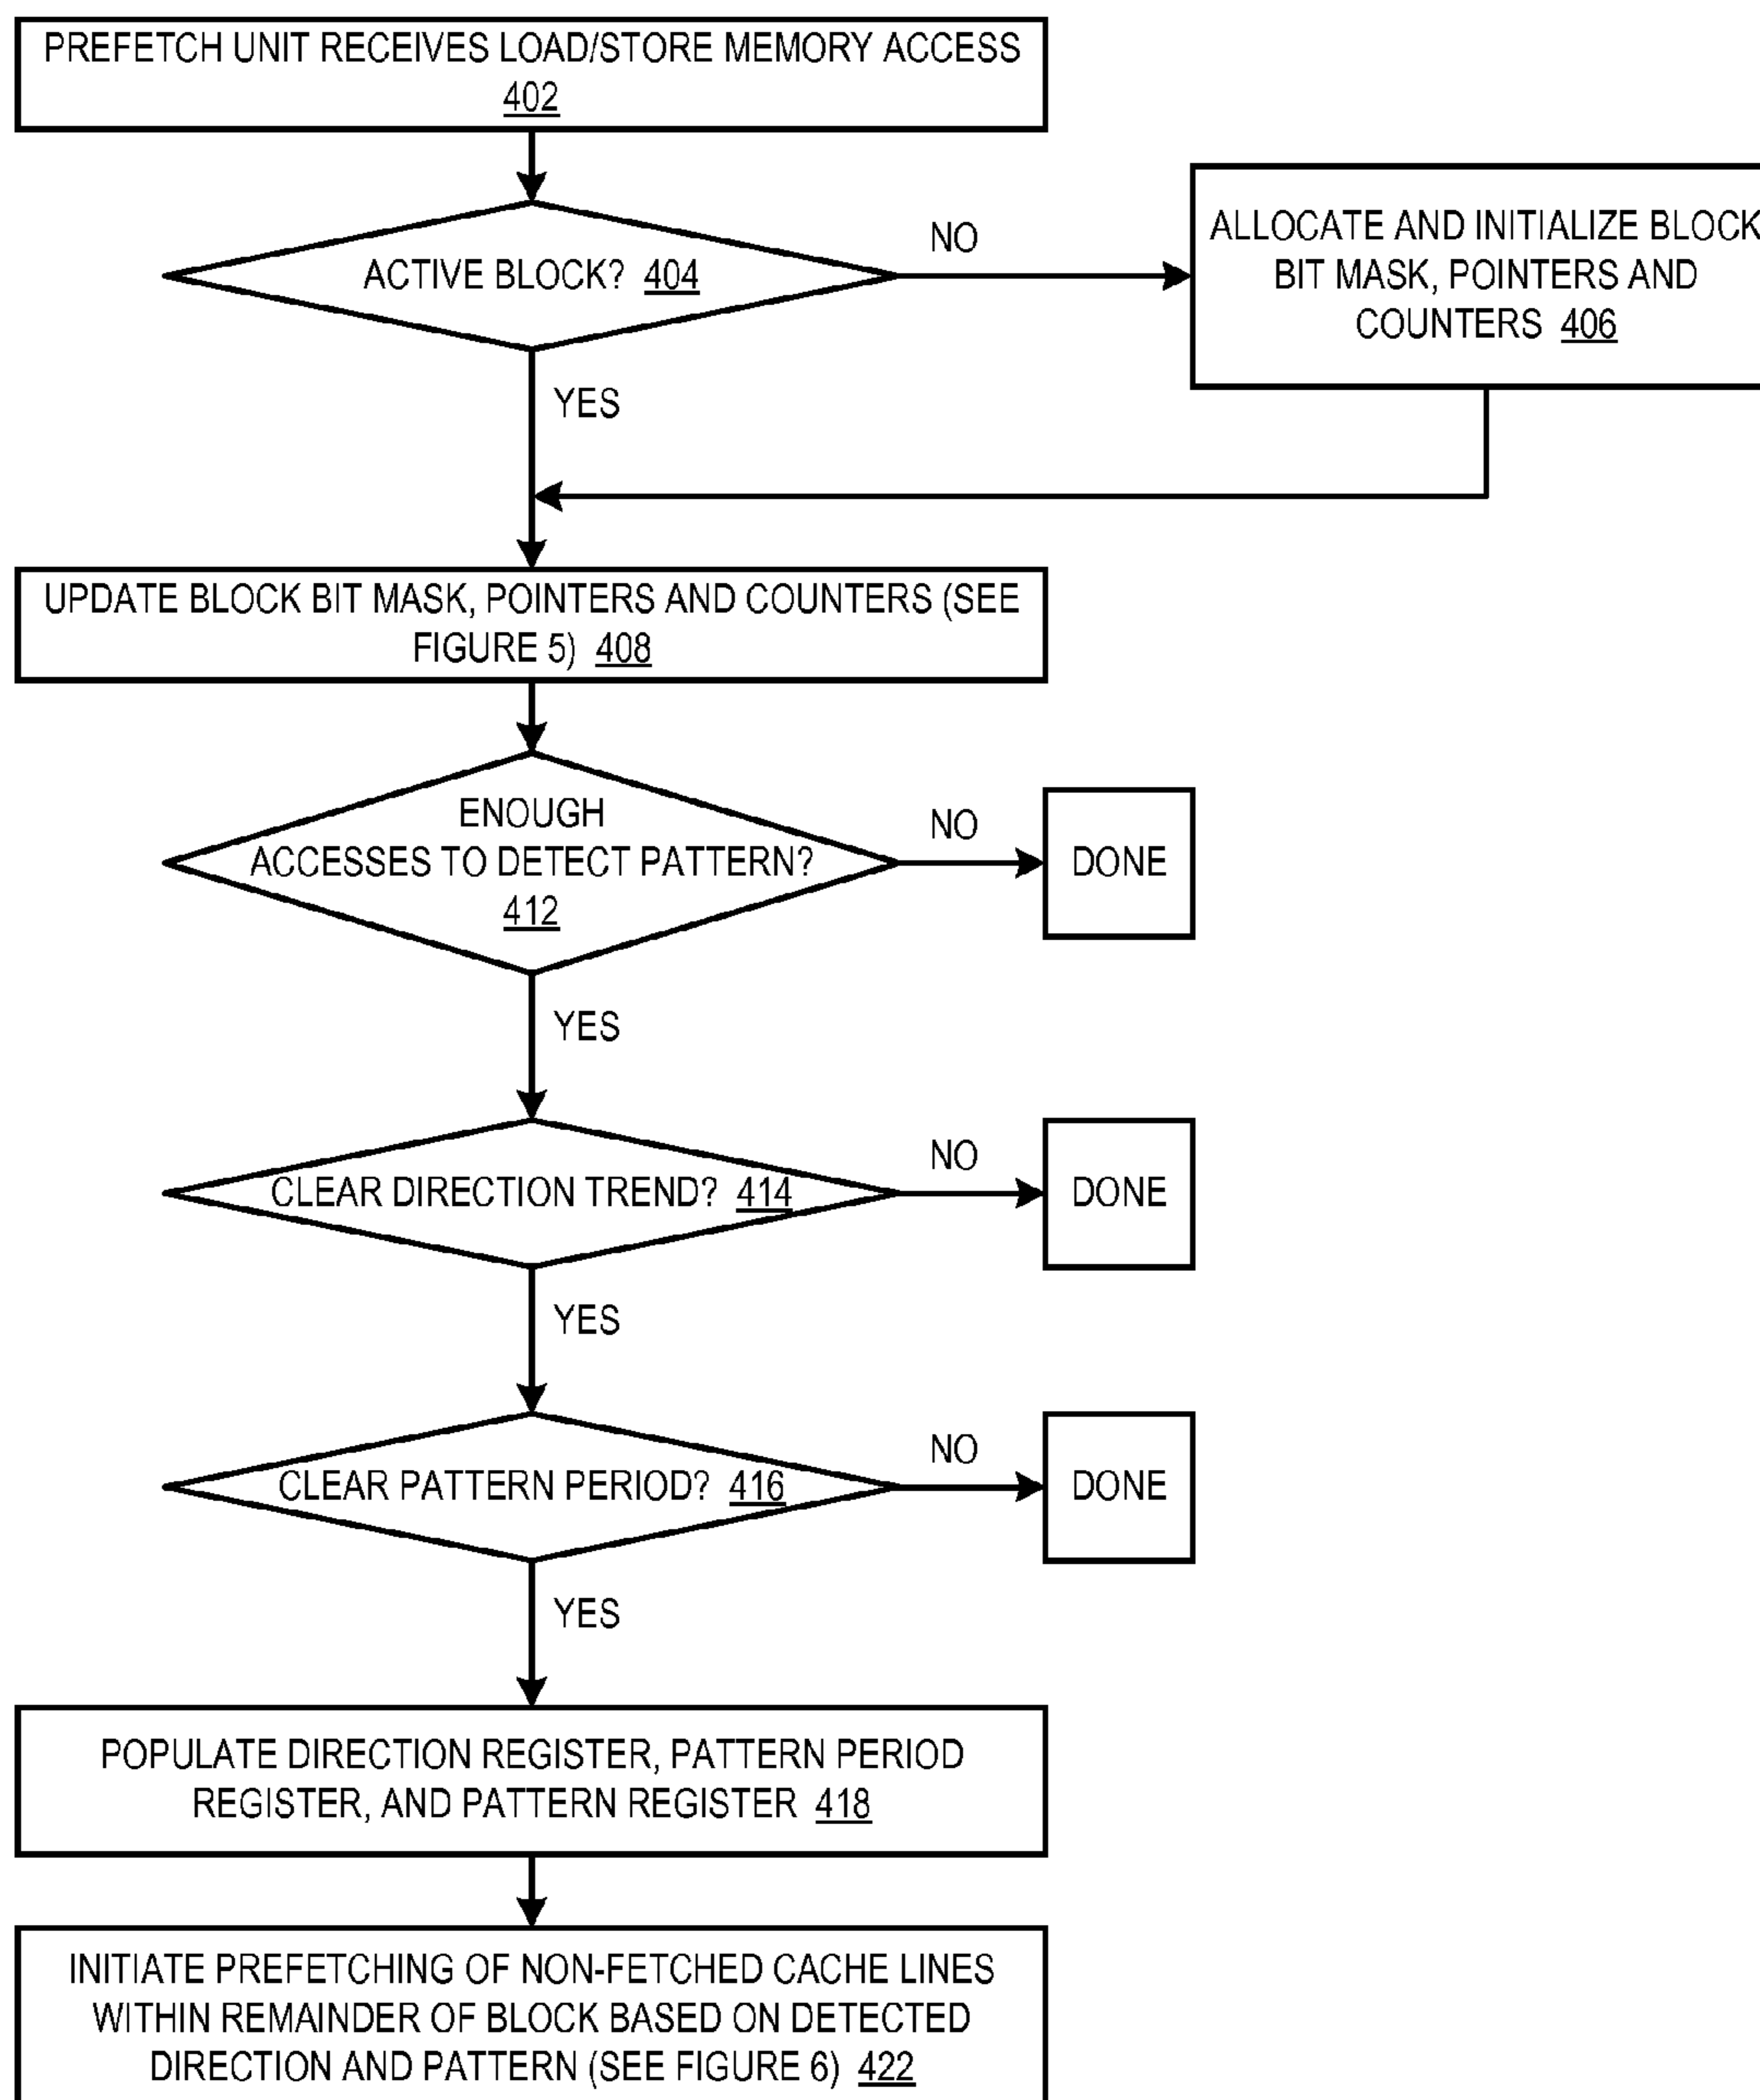 PREFETCH UNIT RECEIVES LOAD/STORE MEMORY ACCESS
402
ACTIVE BLOCK? 404
NO
ALLOCATE AND INITIALIZE BLOCK
BIT MASK, POINTERS AND
COUNTERS 406
YES
UPDATE BLOCK BIT MASK, POINTERS AND COUNTERS (SEE
FIGURE 5) 408
ENOUGH
ACCESSES TO DETECT PATTERN?
412
NO
DONE
YES
CLEAR DIRECTION TREND? 414
NO
DONE
YES
CLEAR PATTERN PERIOD? 416
NO
DONE
YES
POPULATE DIRECTION REGISTER, PATTERN PERIOD
REGISTER, AND PATTERN REGISTER 418
INITIATE PREFETCHING OF NON-FETCHED CACHE LINES
WITHIN REMAINDER OF BLOCK BASED ON DETECTED
DIRECTION AND PATTERN (SEE FIGURE 6) 422